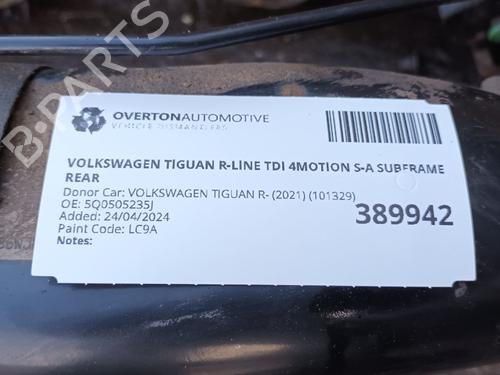 B-PARTS
OVERTONAUTOMOTIVE
VEHICLE DISMANTLERS
VOLKSWAGEN TIGUAN R-LINE TDI 4MOTION S-A SUBFRAME
REAR
Donor Car: VOLKSWAGEN TIGUAN R- (2021) (101329)
OE: 5Q0505235J
Added: 24/04/2024
Paint Code: LC9A
Notes:
389942